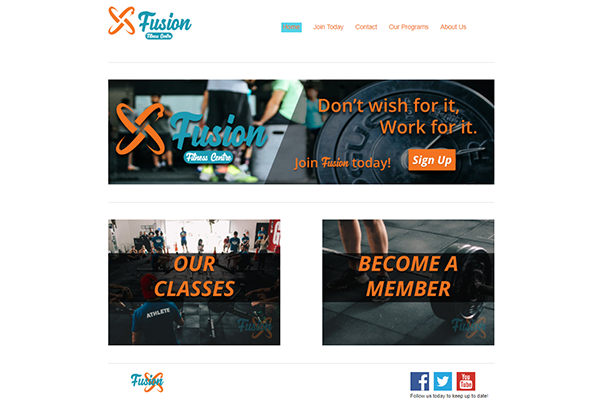 Fusion
Fitness Centre
Home
Join Today
Contact
Our Programs
About Us
Fusion
Fitness Centre
Don't wish for it,
Work for it.
Join Fusion today!
Sign Up
OUR
CLASSES
ATHLETE
Fusion
BECOME A
MEMBER
Fusion
Fusion
You
Tube
Follow us today to keep up to date!